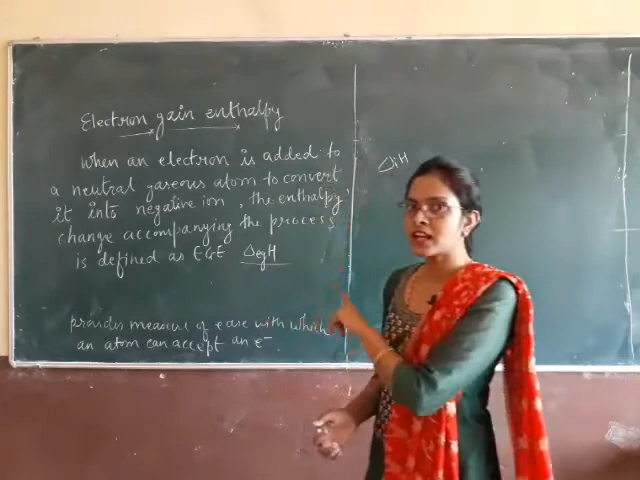 Electron gain enthalpy
When an electron is added to
a neutral gaseous atom to convert
it into negative ion, the enthalpy
change accompanying the process
is defined as EGE ΔegH
provides measure of ease with which
an atom can accept an e⁻
ΔiH